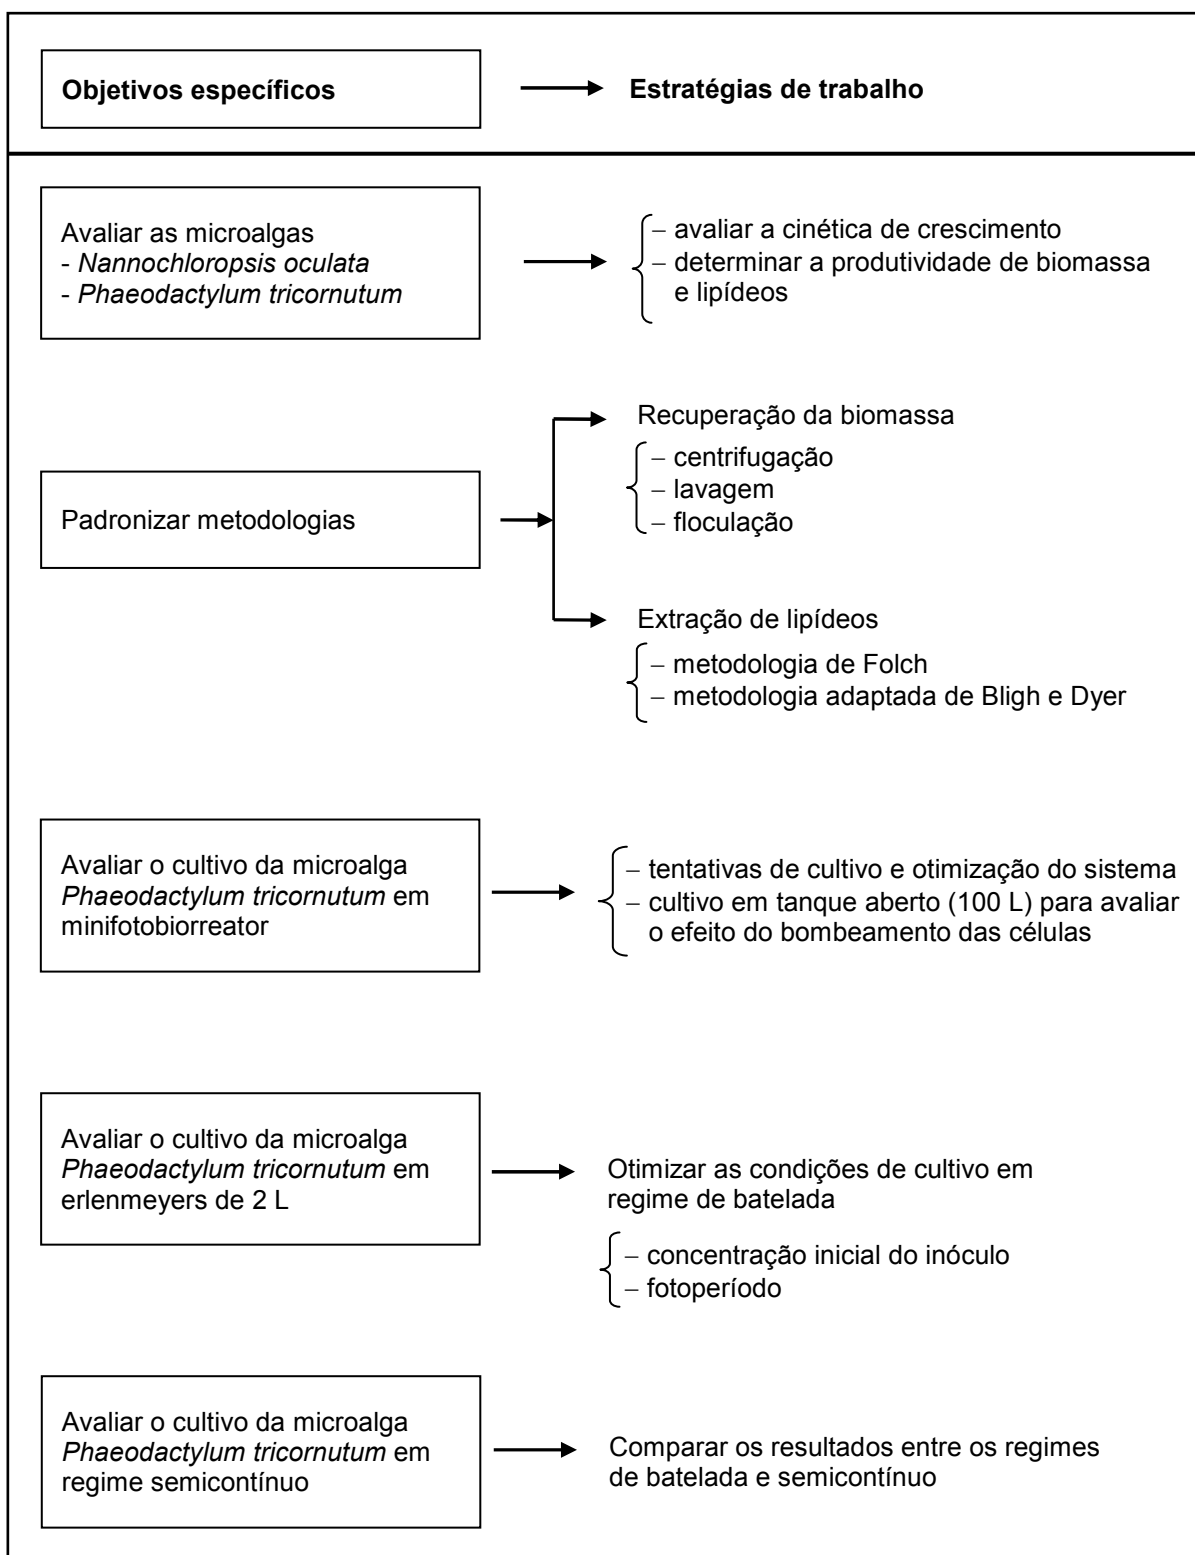 Objetivos específicos
Estratégias de trabalho
Avaliar as microalgas
- Nannochloropsis oculata
- Phaeodactylum tricornutum
– avaliar a cinética de crescimento
– determinar a produtividade de biomassa
e lipídeos
Padronizar metodologias
Recuperação da biomassa
– centrifugação
– lavagem
– floculação
Extração de lipídeos
– metodologia de Folch
– metodologia adaptada de Bligh e Dyer
Avaliar o cultivo da microalga
Phaeodactylum tricornutum em
minifotobiorreator
– tentativas de cultivo e otimização do sistema
– cultivo em tanque aberto (100 L) para avaliar
o efeito do bombeamento das células
Avaliar o cultivo da microalga
Phaeodactylum tricornutum em
erlenmeyers de 2 L
Otimizar as condições de cultivo em
regime de batelada
– concentração inicial do inóculo
– fotoperíodo
Avaliar o cultivo da microalga
Phaeodactylum tricornutum em
regime semicontínuo
Comparar os resultados entre os regimes
de batelada e semicontínuo